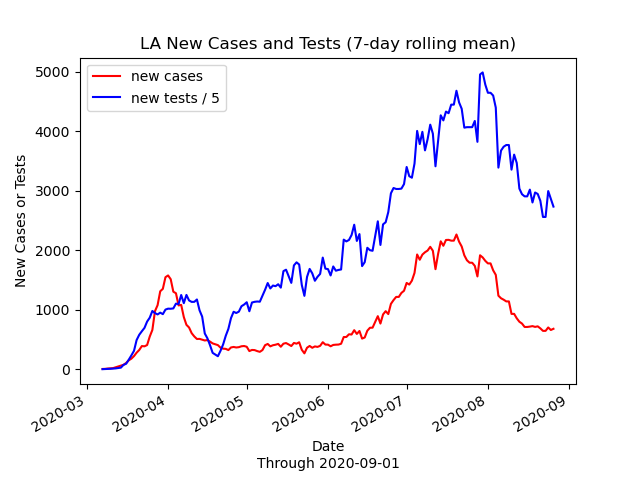 LA New Cases and Tests (7-day rolling mean)
new cases
new tests / 5
5000
4000
3000
2000
1000
0
New Cases or Tests
2020-03
2020-04
2020-05
2020-06
2020-07
2020-08
2020-09
Date
Through 2020-09-01